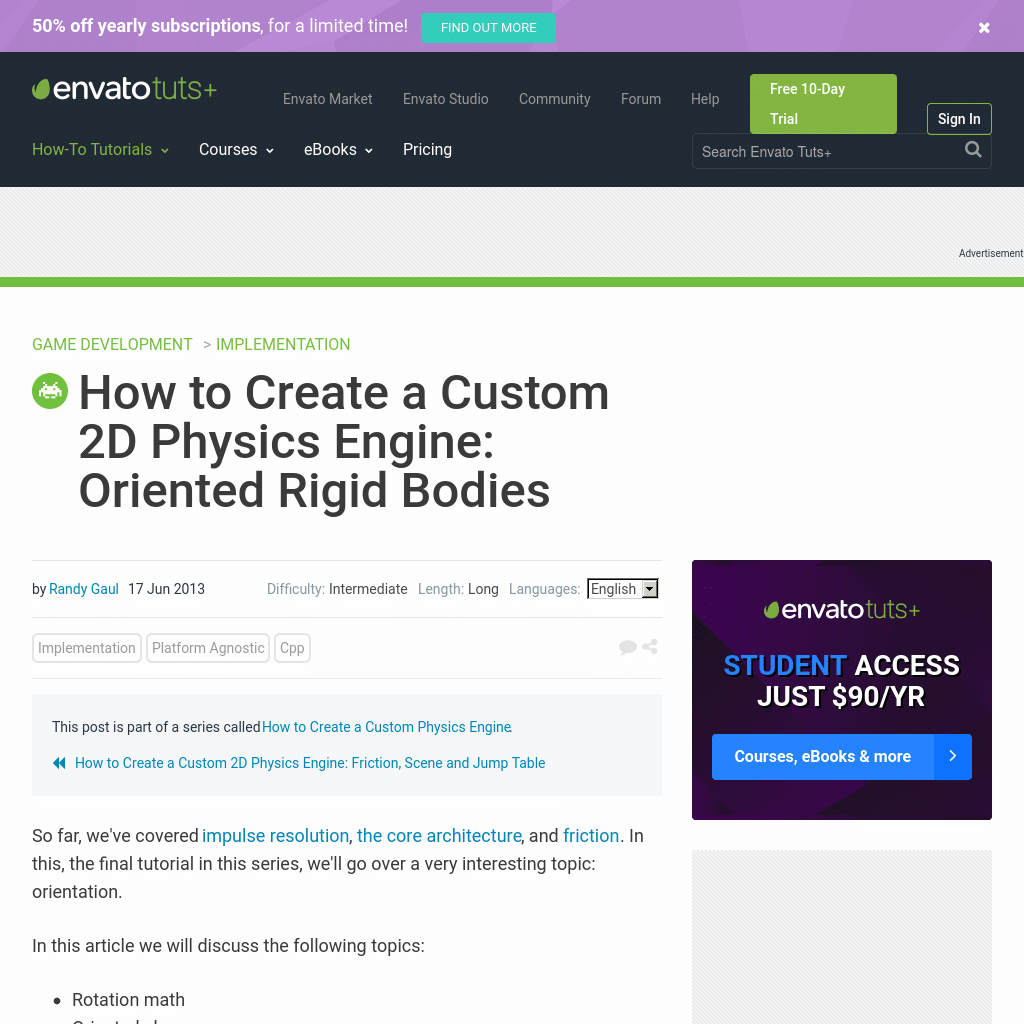 50% off yearly subscriptions, for a limited time! FIND OUT MORE ×
envatotuts+
Envato Market Envato Studio Community Forum Help
Free 10-Day
Trial
Sign In
How-To Tutorials Courses eBooks Pricing
Search Envato Tuts+
Advertisement
GAME DEVELOPMENT > IMPLEMENTATION
How to Create a Custom
2D Physics Engine:
Oriented Rigid Bodies
by Randy Gaul 17 Jun 2013 Difficulty: Intermediate Length: Long Languages: English
Implementation Platform Agnostic Cpp
This post is part of a series called How to Create a Custom Physics Engine.
How to Create a Custom 2D Physics Engine: Friction, Scene and Jump Table
So far, we've covered impulse resolution, the core architecture, and friction. In
this, the final tutorial in this series, we'll go over a very interesting topic:
orientation.
In this article we will discuss the following topics:
• Rotation math
envatotuts+
STUDENT ACCESS
JUST $90/YR
Courses, eBooks & more